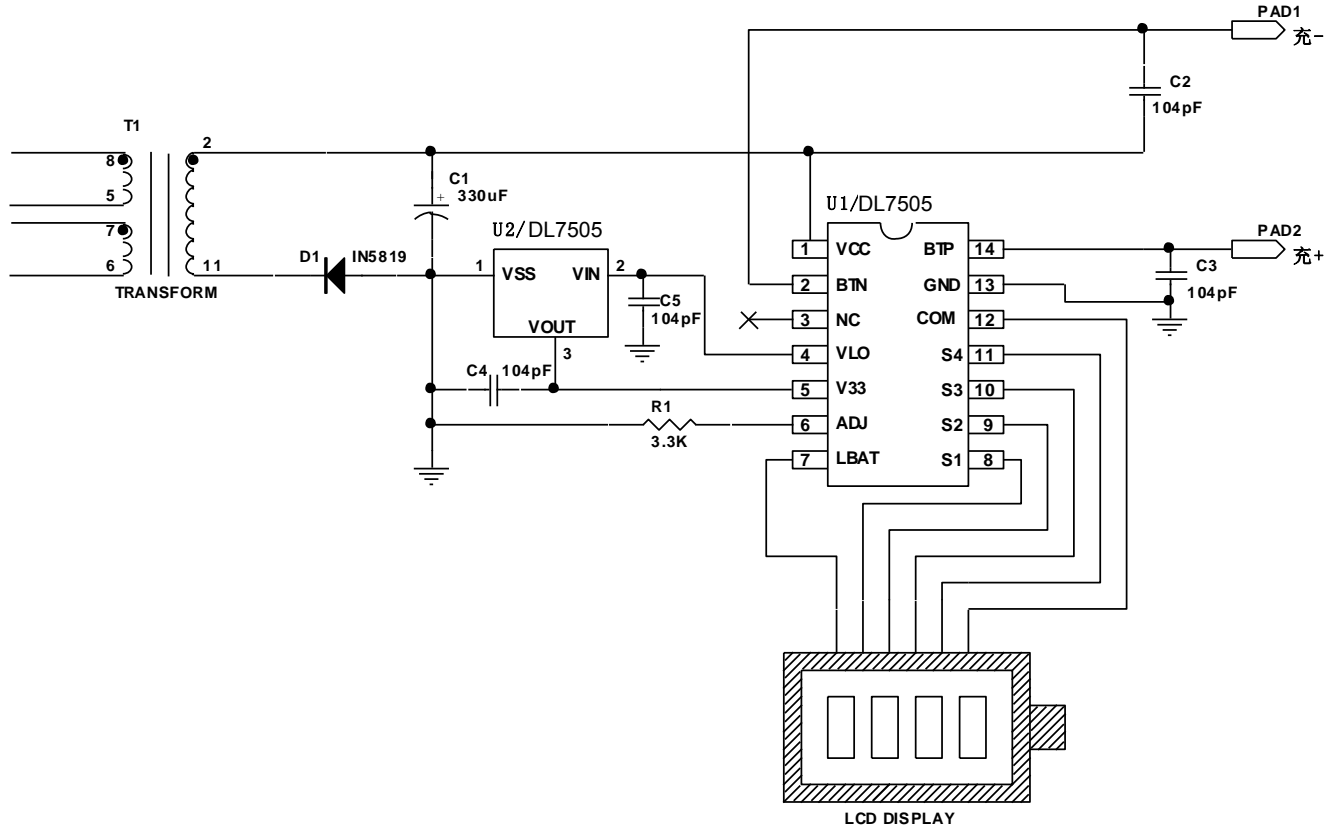 PAD1
充-
C2
104pF
T1
8
5
7
6
2
11
TRANSFORM
C1
+
330uF
D1
IN5819
U2/DL7505
1
VSS
VIN
2
VOUT
3
C5
104pF
C4
104pF
R1
3.3K
U1/DL7505
1
VCC
BTP
14
2
BTN
GND
13
3
NC
COM
12
4
VLO
S4
11
5
V33
S3
10
6
ADJ
S2
9
7
LBAT
S1
8
PAD2
充+
C3
104pF
LCD DISPLAY